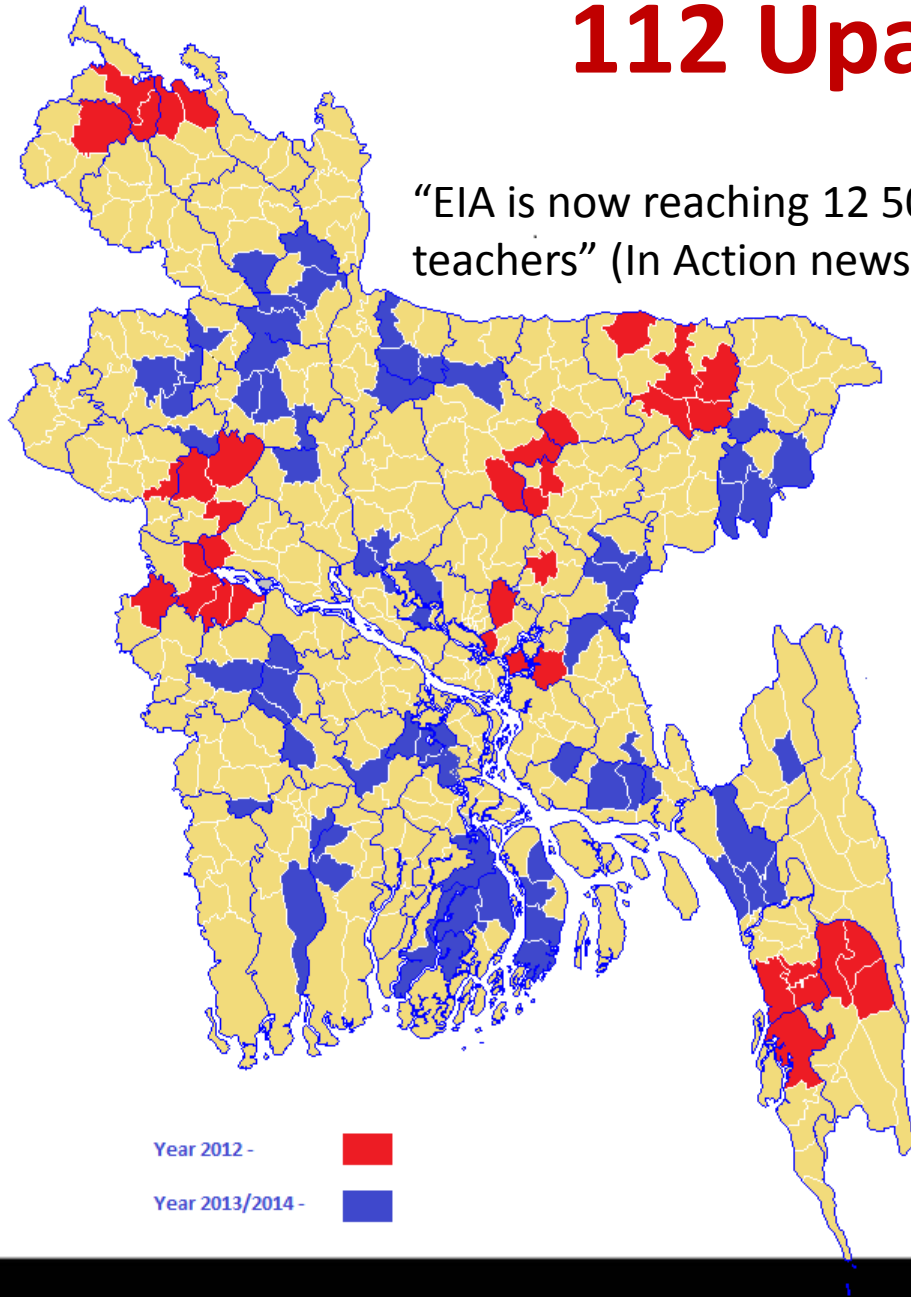 112 Upa
“EIA is now reaching 12 50
teachers” (In Action news
Year 2012 -
Year 2013/2014 -